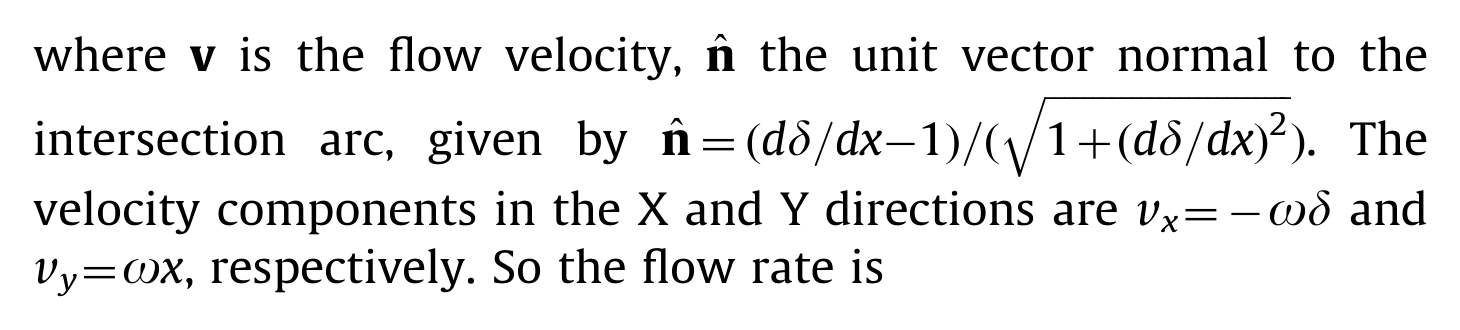 where v is the flow velocity, n̂ the unit vector normal to the
intersection arc, given by n̂=(dδ/dx−1)/(√1+(dδ/dx)²). The
velocity components in the X and Y directions are vₓ=−ωδ and
v_y=ωx, respectively. So the flow rate is